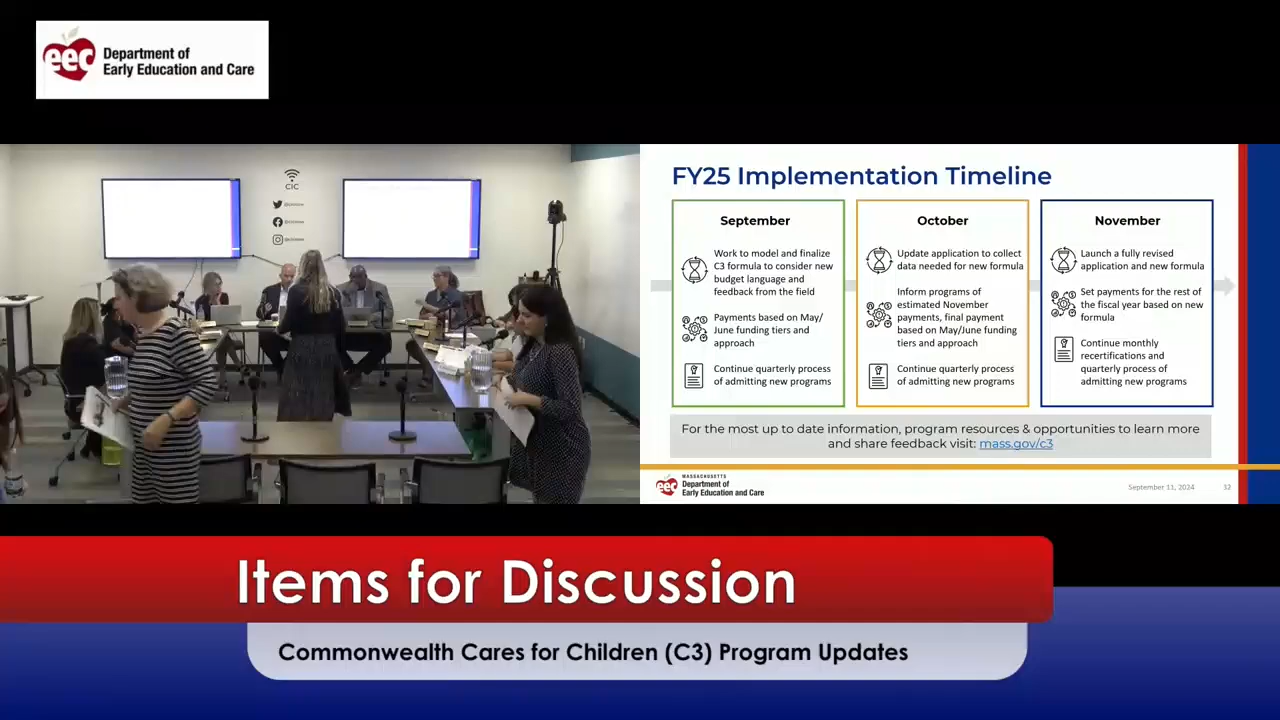 eec
Department of
Early Education and Care
CIC
FY25 Implementation Timeline
September
Work to model and finalize
C3 formula to consider new
budget language and
feedback from the field
Payments based on May/
June funding tiers and
approach
Continue quarterly process
of admitting new programs
October
Update application to collect
data needed for new formula
Inform programs of
estimated November
payments, final payment
based on May/June funding
tiers and approach
Continue quarterly process
of admitting new programs
November
Launch a fully revised
application and new formula
Set payments for the rest of
the fiscal year based on new
formula
Continue monthly
recertifications and
quarterly process of
admitting new programs
For the most up to date information, program resources & opportunities to learn more
and share feedback visit: mass.gov/c3
eec
MASSACHUSETTS
Department of
Early Education and Care
September 11, 2024
32
Items for Discussion
Commonwealth Cares for Children (C3) Program Updates